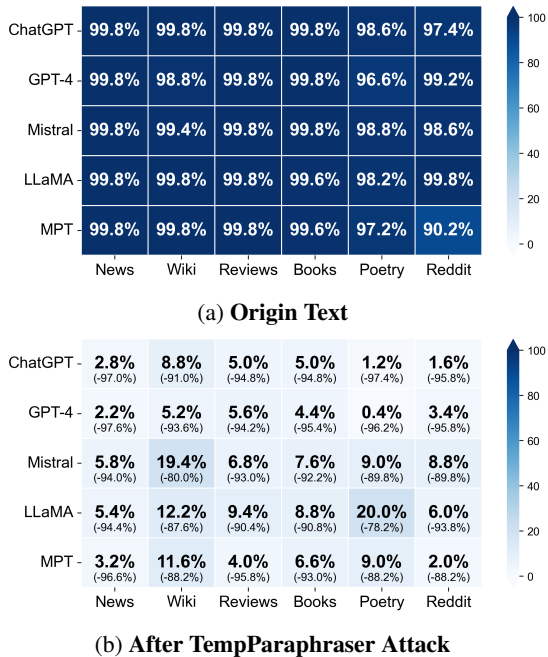 ChatGPT 99.8% 99.8% 99.8% 99.8% 98.6% 97.4%
GPT-4 99.8% 98.8% 99.8% 99.8% 96.6% 99.2%
Mistral 99.8% 99.4% 99.8% 99.8% 98.8% 98.6%
LLaMA 99.8% 99.8% 99.8% 99.6% 98.2% 99.8%
MPT 99.8% 99.8% 99.8% 99.6% 97.2% 90.2%
News Wiki Reviews Books Poetry Reddit
100
80
60
40
20
0
(a) Origin Text
ChatGPT 2.8% 8.8% 5.0% 5.0% 1.2% 1.6%
(-97.0%) (-91.0%) (-94.8%) (-94.8%) (-97.4%) (-95.8%)
GPT-4 2.2% 5.2% 5.6% 4.4% 0.4% 3.4%
(-97.6%) (-93.6%) (-94.2%) (-95.4%) (-96.2%) (-95.8%)
Mistral 5.8% 19.4% 6.8% 7.6% 9.0% 8.8%
(-94.0%) (-80.0%) (-93.0%) (-92.2%) (-89.8%) (-89.8%)
LLaMA 5.4% 12.2% 9.4% 8.8% 20.0% 6.0%
(-94.4%) (-87.6%) (-90.4%) (-90.8%) (-78.2%) (-93.8%)
MPT 3.2% 11.6% 4.0% 6.6% 9.0% 2.0%
(-96.6%) (-88.2%) (-95.8%) (-93.0%) (-88.2%) (-88.2%)
News Wiki Reviews Books Poetry Reddit
100
80
60
40
20
0
(b) After TempParaphraser Attack